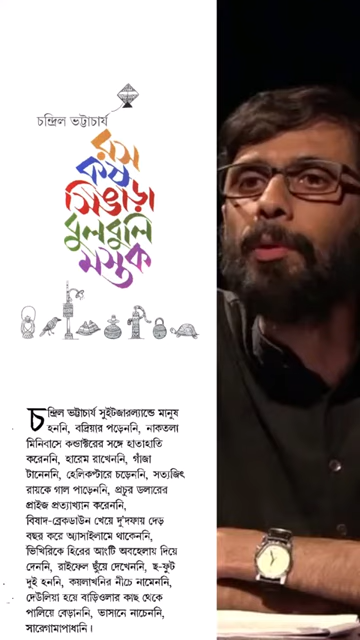 চন্দ্রিল ভট্টাচার্য
রস
কষ
সিঙাড়া
বুলবুলি
মস্তক
চন্দ্রিল ভট্টাচার্য সুইটজারল্যান্ডে মানুষ
হননি, বদ্রিয়ার পড়েননি, নাকতলা
মিনিবাসে কন্ডাক্টরের সঙ্গে হাতাহাতি
করেননি, হারেম রাখেননি, গাঁজা
টানেননি, হেলিকপ্টারে চড়েননি, সত্যজিৎ
রায়কে গাল পাড়েননি, প্রচুর ডলারের
প্রাইজ প্রত্যাখ্যান করেননি,
বিষাদ-ব্রেকডাউন খেয়ে দু'দফায় দেড়
বছর করে অ্যাসাইলামে থাকেননি,
ভিখিরিকে হিরের আংটি অবহেলায় দিয়ে
দেননি, রাইফেল ছুঁয়ে দেখেননি, ছ-ফুট
দুই হননি, কয়লাখনির নীচে নামেননি,
দেউলিয়া হয়ে বাড়িওলার কাছ থেকে
পালিয়ে বেড়াননি, ভাসানে নাচেননি,
সারেগামাপাধানি।